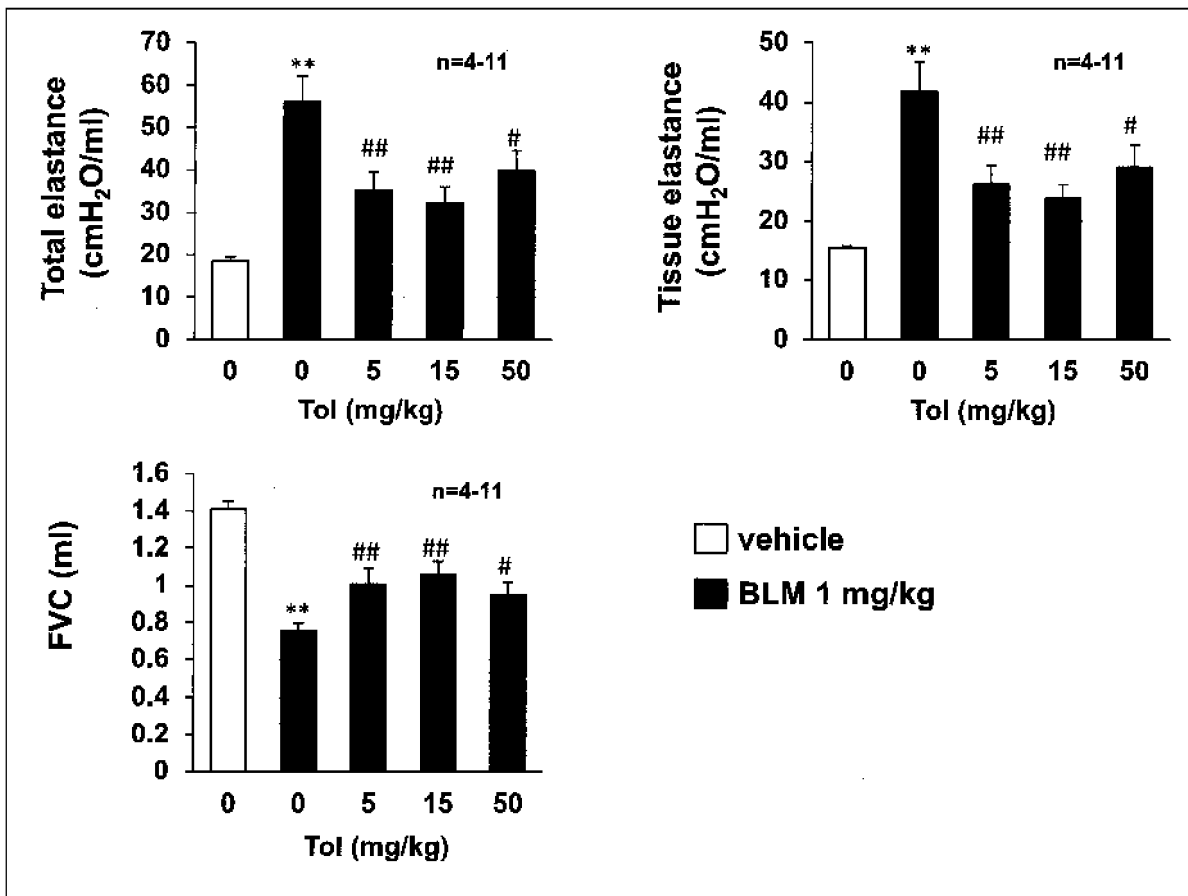 Total elastance
(cmH₂O/ml)
70
60
50
40
30
20
10
0
**
##
##
#
n=4-11
0 0 5 15 50
Tol (mg/kg)
Tissue elastance
(cmH₂O/ml)
50
40
30
20
10
0
**
##
##
#
n=4-11
0 0 5 15 50
Tol (mg/kg)
FVC (ml)
1.6
1.4
1.2
1
0.8
0.6
0.4
0.2
0
**
##
##
#
n=4-11
0 0 5 15 50
Tol (mg/kg)
vehicle
BLM 1 mg/kg